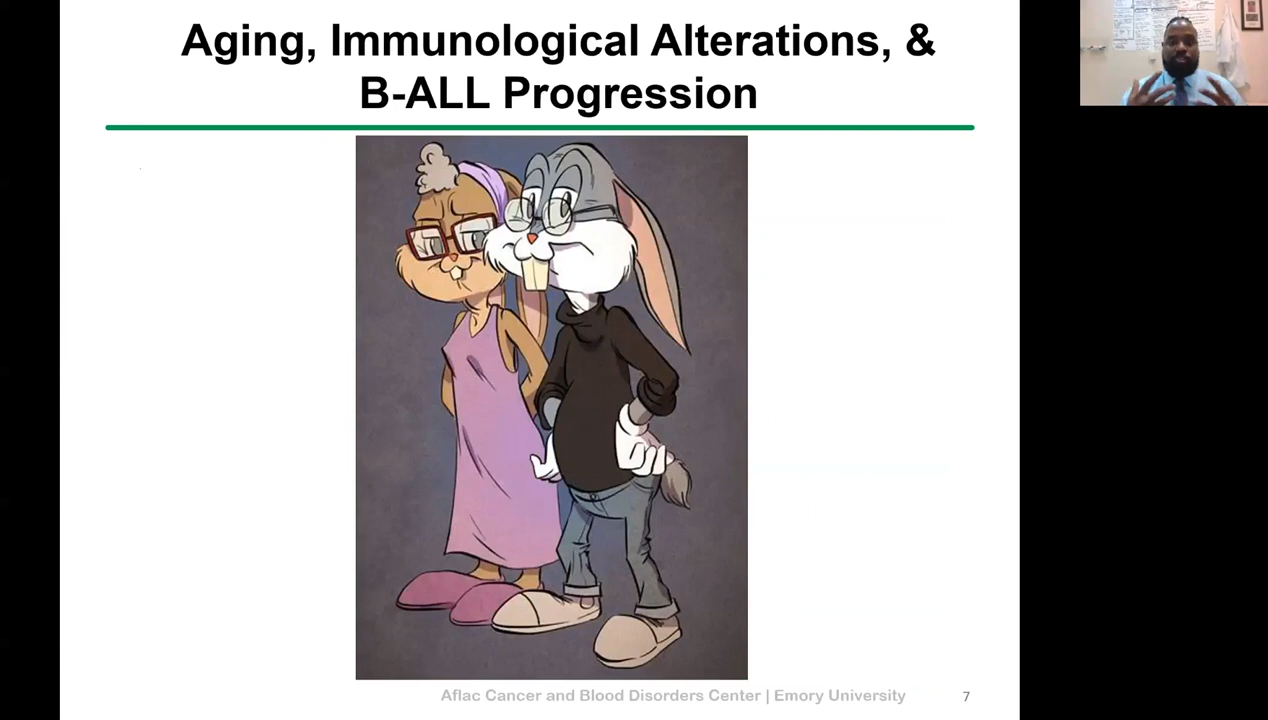 Aging, Immunological Alterations, &
B-ALL Progression
Aflac Cancer and Blood Disorders Center | Emory University
7